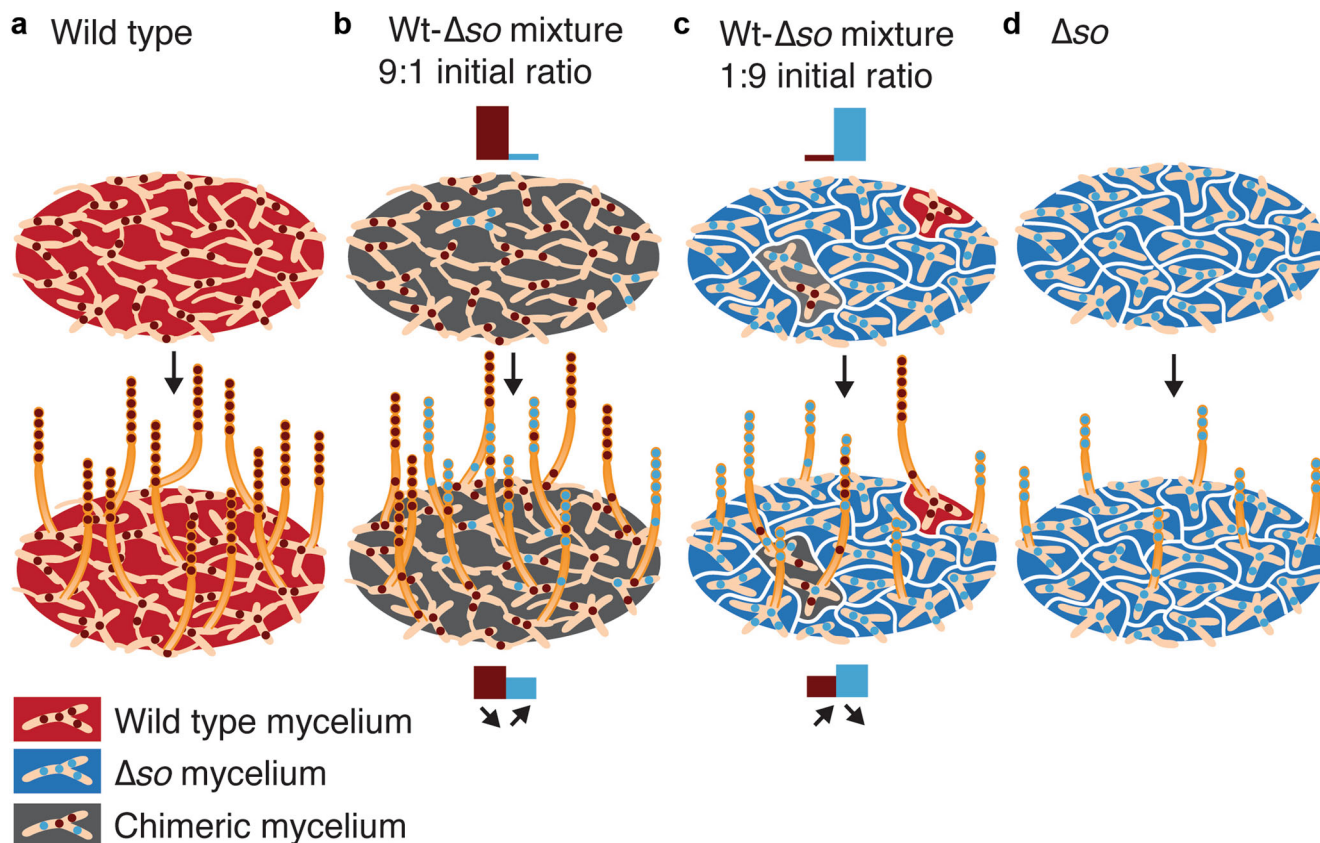 a Wild type
b Wt-Δso mixture
9:1 initial ratio
c Wt-Δso mixture
1:9 initial ratio
d Δso
Wild type mycelium
Δso mycelium
Chimeric mycelium